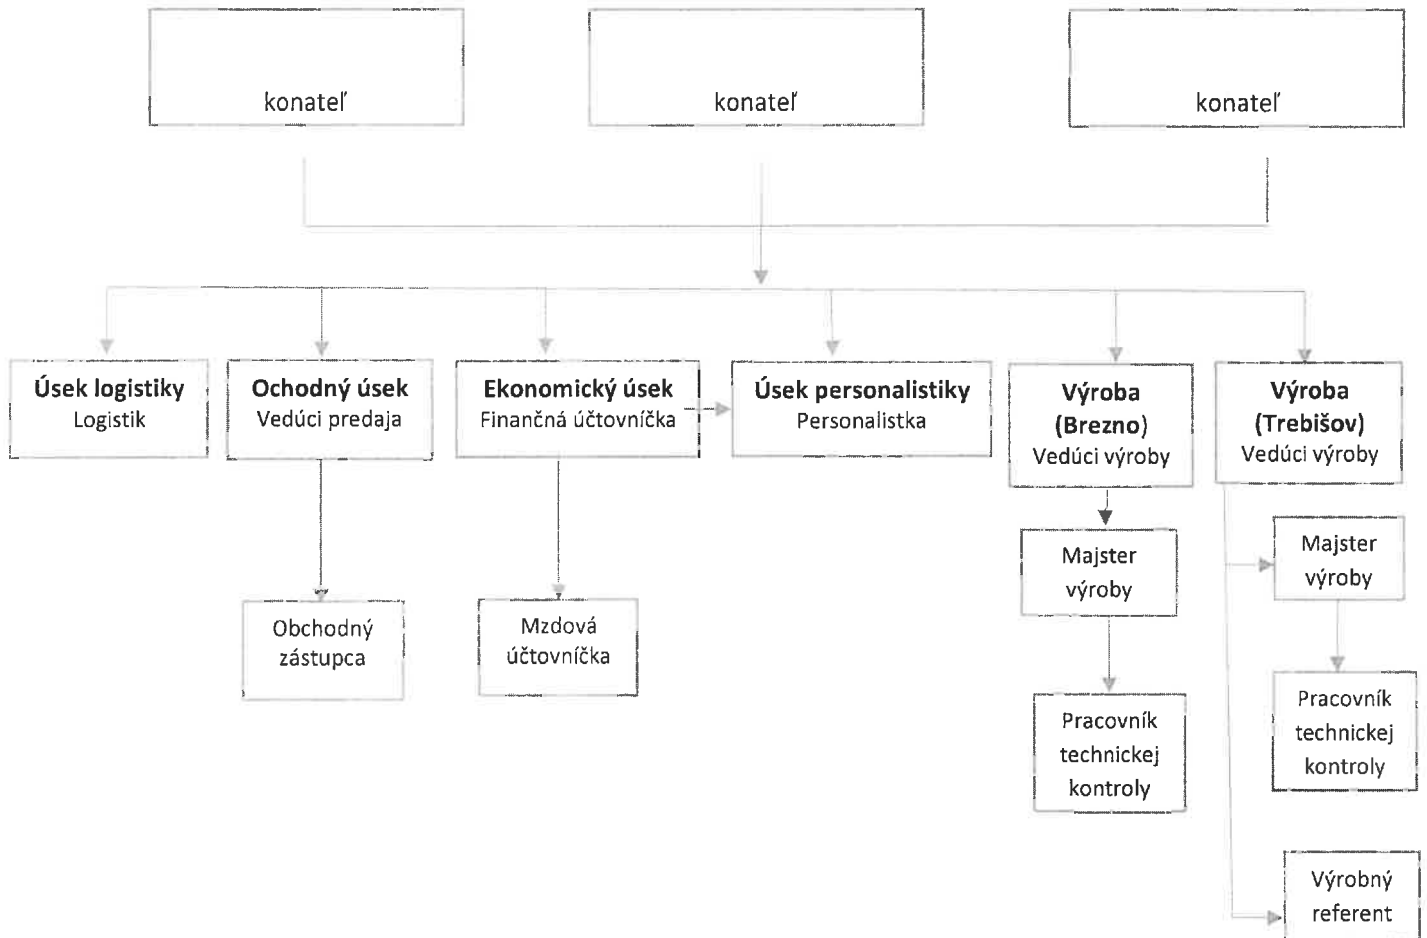 konateľ
konateľ
konateľ
Úsek logistiky
Logistik
Ochodný úsek
Vedúci predaja
Ekonomický úsek
Finančná účtovníčka
Úsek personalistiky
Personalistka
Výroba
(Brezno)
Vedúci výroby
Výroba
(Trebišov)
Vedúci výroby
Majster
výroby
Majster
výroby
Obchodný
zástupca
Mzdová
účtovníčka
Pracovník
technickej
kontroly
Pracovník
technickej
kontroly
Výrobný
referent